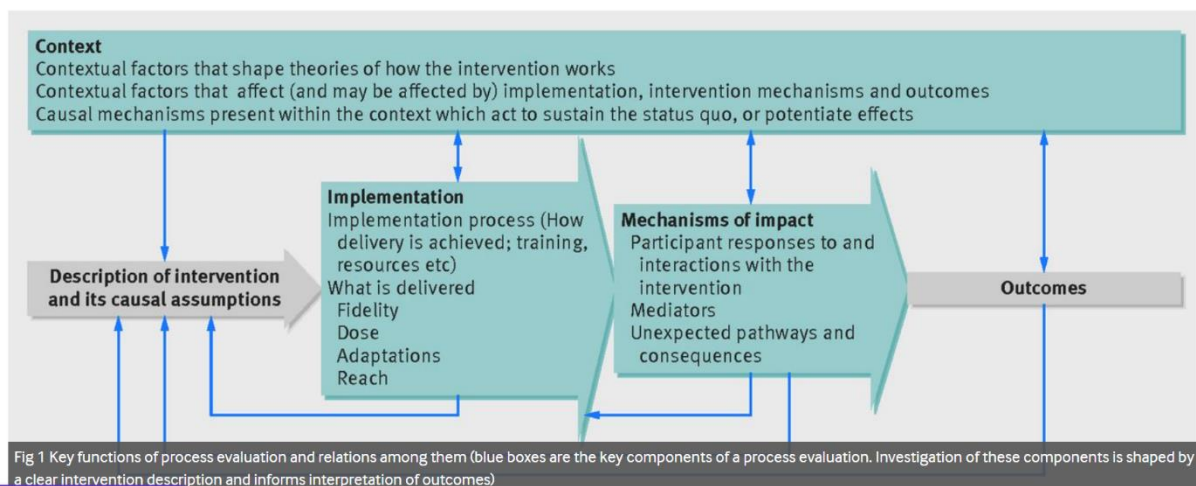 Context
Contextual factors that shape theories of how the intervention works
Contextual factors that affect (and may be affected by) implementation, intervention mechanisms and outcomes
Causal mechanisms present within the context which act to sustain the status quo, or potentiate effects
Description of intervention
and its causal assumptions
Implementation
Implementation process (How
delivery is achieved; training,
resources etc)
What is delivered
Fidelity
Dose
Adaptations
Reach
Mechanisms of impact
Participant responses to and
interactions with the
intervention
Mediators
Unexpected pathways and
consequences
Outcomes
Fig 1 Key functions of process evaluation and relations among them (blue boxes are the key components of a process evaluation. Investigation of these components is shaped by
a clear intervention description and informs interpretation of outcomes)